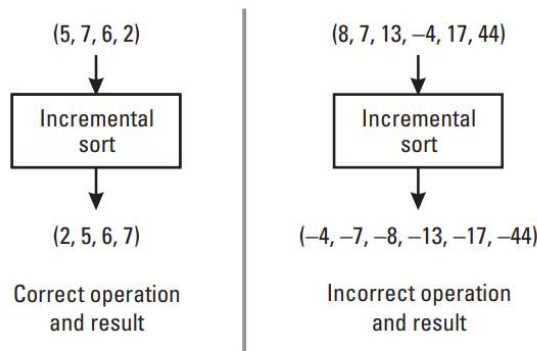 (5, 7, 6, 2)
Incremental
sort
(2, 5, 6, 7)
Correct operation
and result
(8, 7, 13, –4, 17, 44)
Incremental
sort
(–4, –7, –8, –13, –17, –44)
Incorrect operation
and result